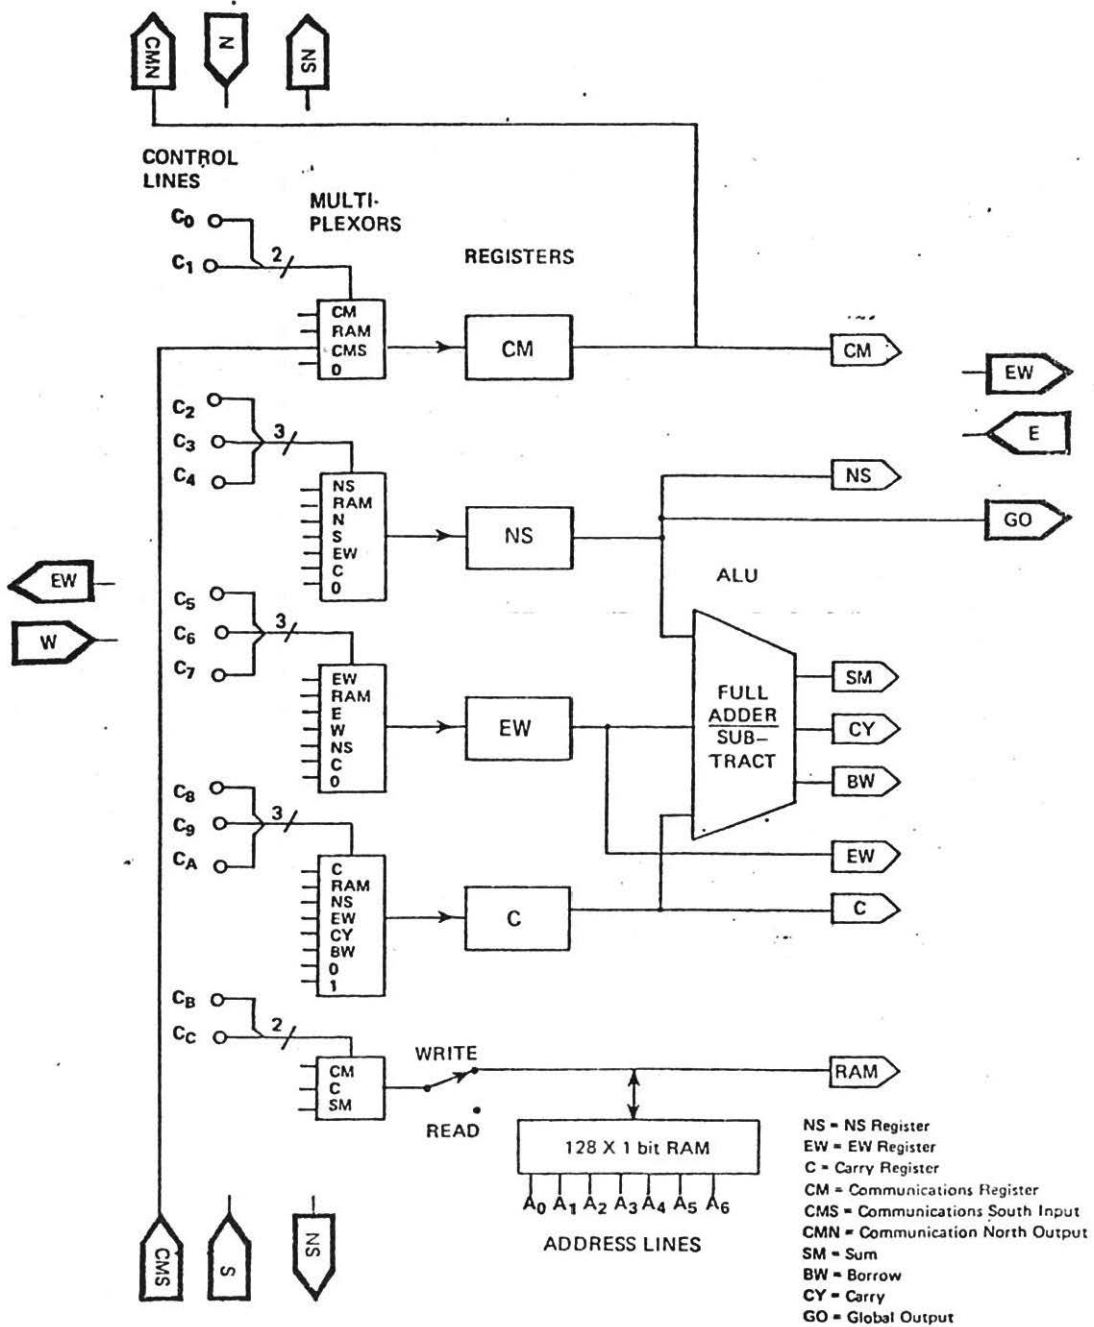 CMN
N
NS
CONTROL
LINES
MULTI-
PLEXORS
REGISTERS
C0
C1
2
CM
RAM
CMS
0
CM
CM
EW
E
C2
C3
C4
3
NS
RAM
N
S
EW
C
0
NS
NS
GO
ALU
EW
W
C5
C6
C7
3
EW
RAM
E
W
NS
C
0
EW
FULL
ADDER
SUB-
TRACT
SM
CY
BW
EW
C
C8
C9
CA
3
C
RAM
NS
EW
CY
BW
0
1
C
CB
CC
2
CM
C
SM
WRITE
READ
RAM
128 X 1 bit RAM
A0 A1 A2 A3 A4 A5 A6
ADDRESS LINES
CMS
S
NS
NS = NS Register
EW = EW Register
C = Carry Register
CM = Communications Register
CMS = Communications South Input
CMN = Communication North Output
SM = Sum
BW = Borrow
CY = Carry
GO = Global Output